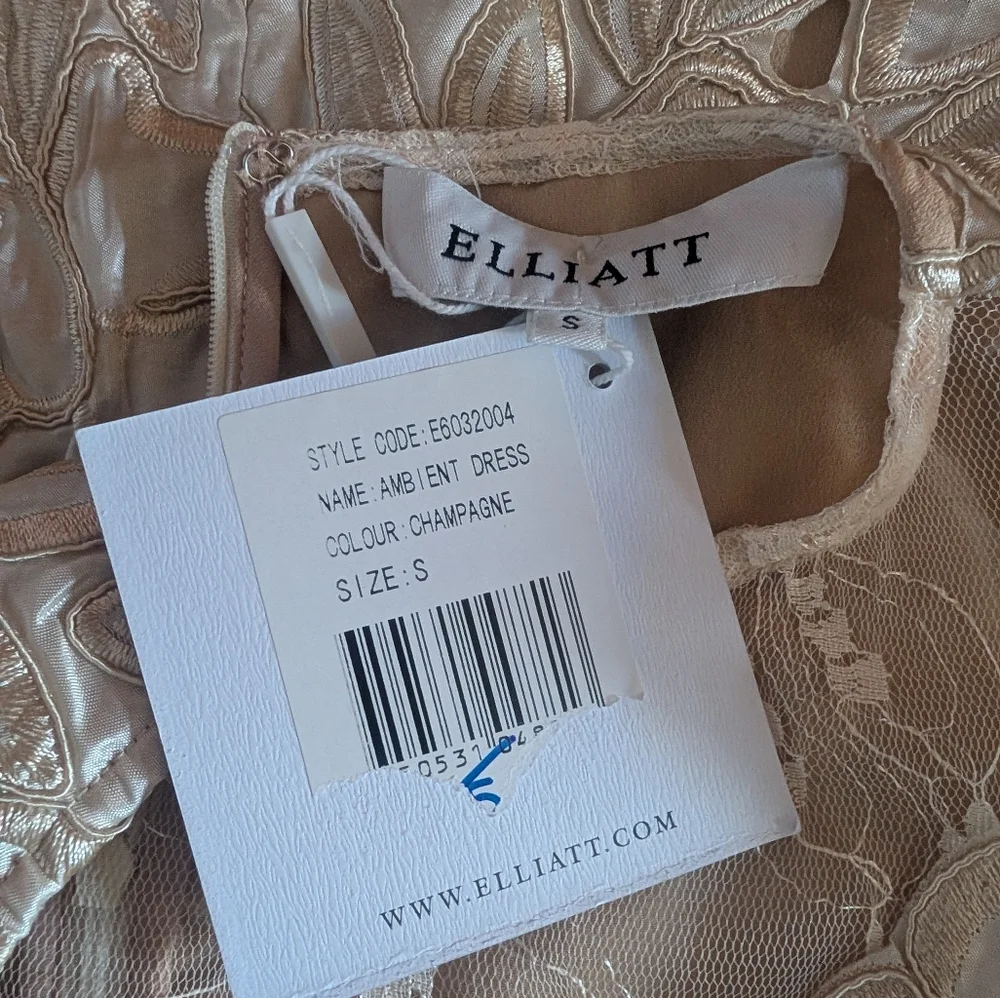 ELLIATT
S
STYLE CODE:E6032004
NAME:AMBIENT DRESS
COLOUR:CHAMPAGNE
SIZE:S
WWW.ELLIATT.COM